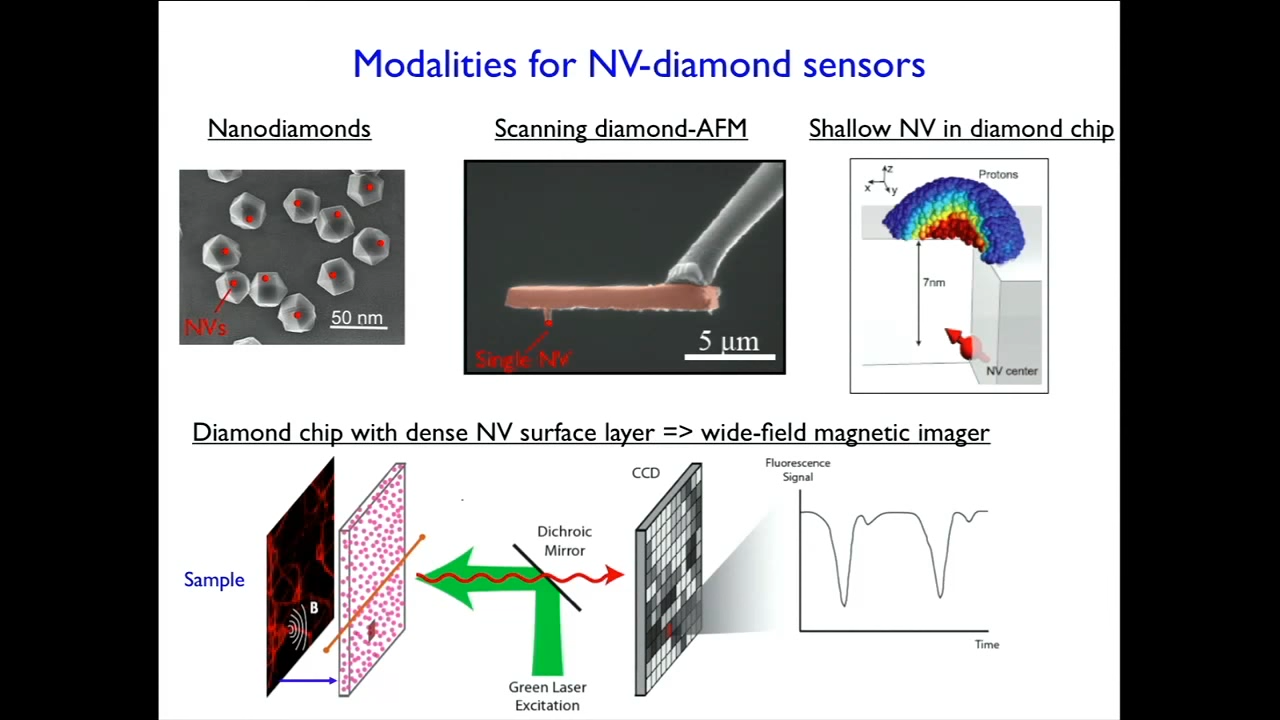 Modalities for NV-diamond sensors
Nanodiamonds
Scanning diamond-AFM
Shallow NV in diamond chip
NVs
50 nm
Single NV
5 μm
z
x
y
Protons
7nm
NV center
Diamond chip with dense NV surface layer => wide-field magnetic imager
Sample
B
Dichroic
Mirror
Green Laser
Excitation
CCD
Fluorescence
Signal
Time